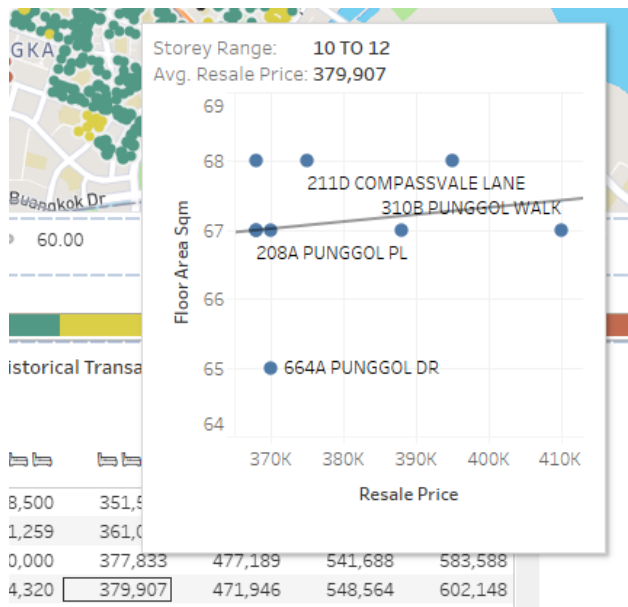 GKA
Buangkok Dr
60.00
istorical Transa
Storey Range: 10 TO 12
Avg. Resale Price: 379,907
69
68
67
66
65
64
Floor Area Sqm
211D COMPASSVALE LANE
310B PUNGGOL WALK
208A PUNGGOL PL
664A PUNGGOL DR
370K 380K 390K 400K 410K
Resale Price
8,500 351,5
1,259 361,0
0,000 377,833 477,189 541,688 583,588
4,320 379,907 471,946 548,564 602,148